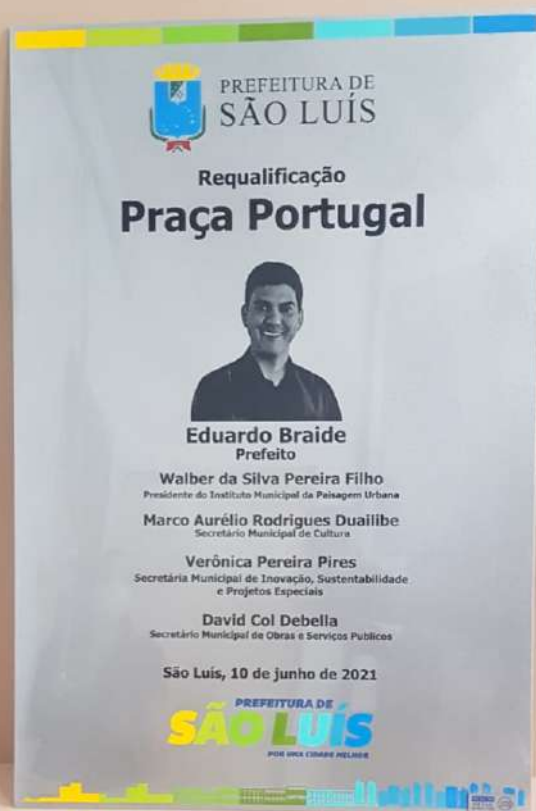 PREFEITURA DE
SÃO LUÍS
Requalificação
Praça Portugal
Eduardo Braide
Prefeito
Walber da Silva Pereira Filho
Presidente do Instituto Municipal da Paisagem Urbana
Marco Aurélio Rodrigues Duailibe
Secretário Municipal de Cultura
Verônica Pereira Pires
Secretária Municipal de Inovação, Sustentabilidade
e Projetos Especiais
David Col Debella
Secretário Municipal de Obras e Serviços Publicos
São Luís, 10 de junho de 2021
PREFEITURA DE
SÃO LUÍS
POR UMA CIDADE MELHOR